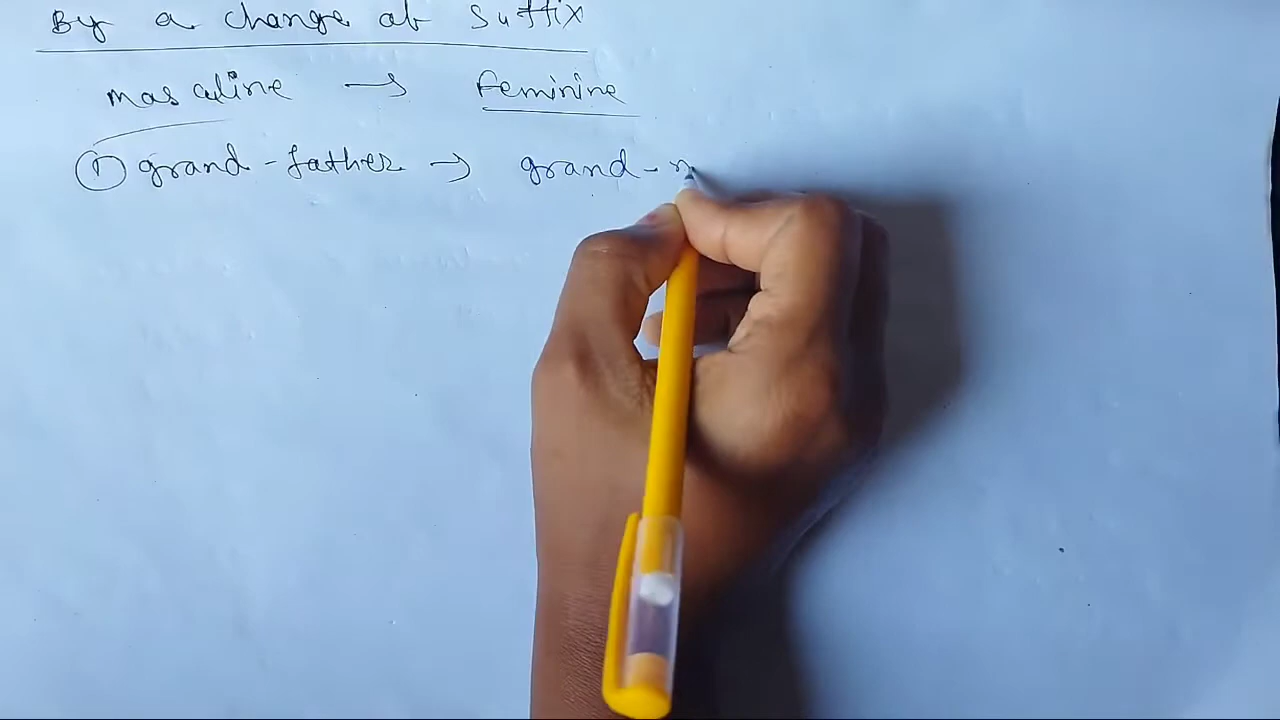 By a change of suffix
masculine → Feminine
① grand-father → grand-m